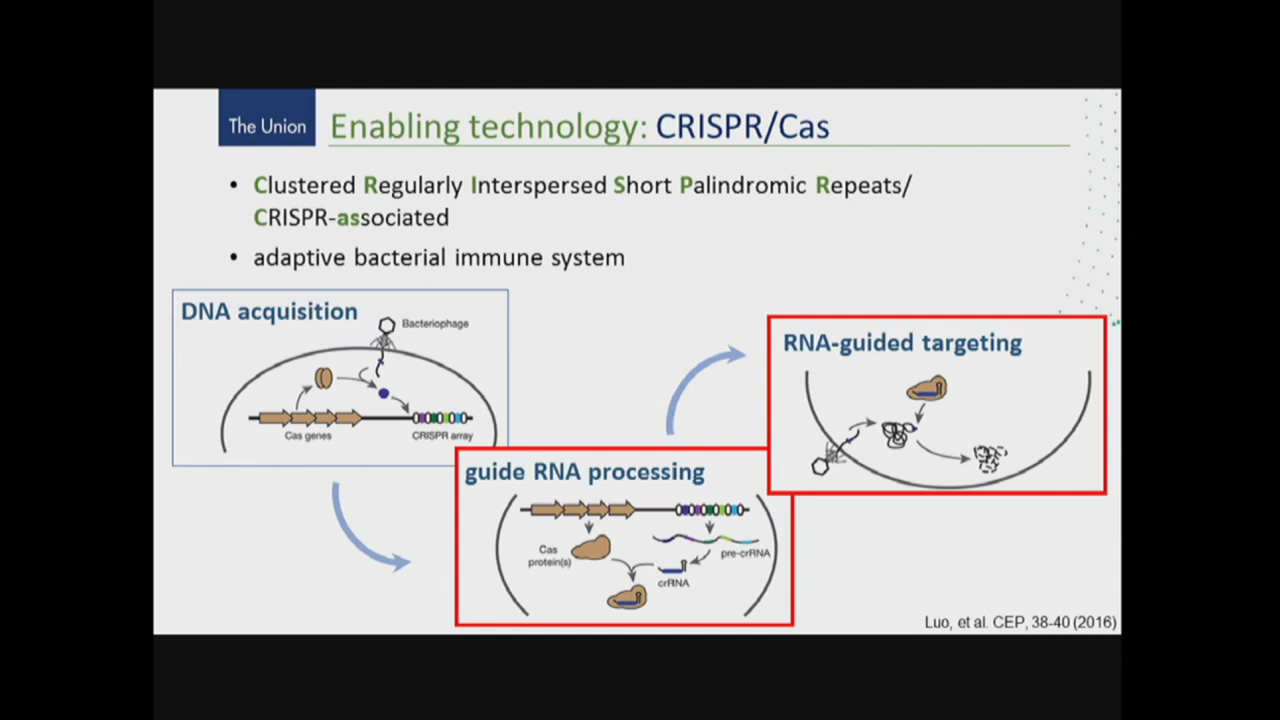 The Union
Enabling technology: CRISPR/Cas
• Clustered Regularly Interspersed Short Palindromic Repeats/
CRISPR-associated
• adaptive bacterial immune system
DNA acquisition
Bacteriophage
Cas genes
CRISPR array
guide RNA processing
Cas
protein(s)
pre-crRNA
crRNA
RNA-guided targeting
Luo, et al. CEP, 38-40 (2016)